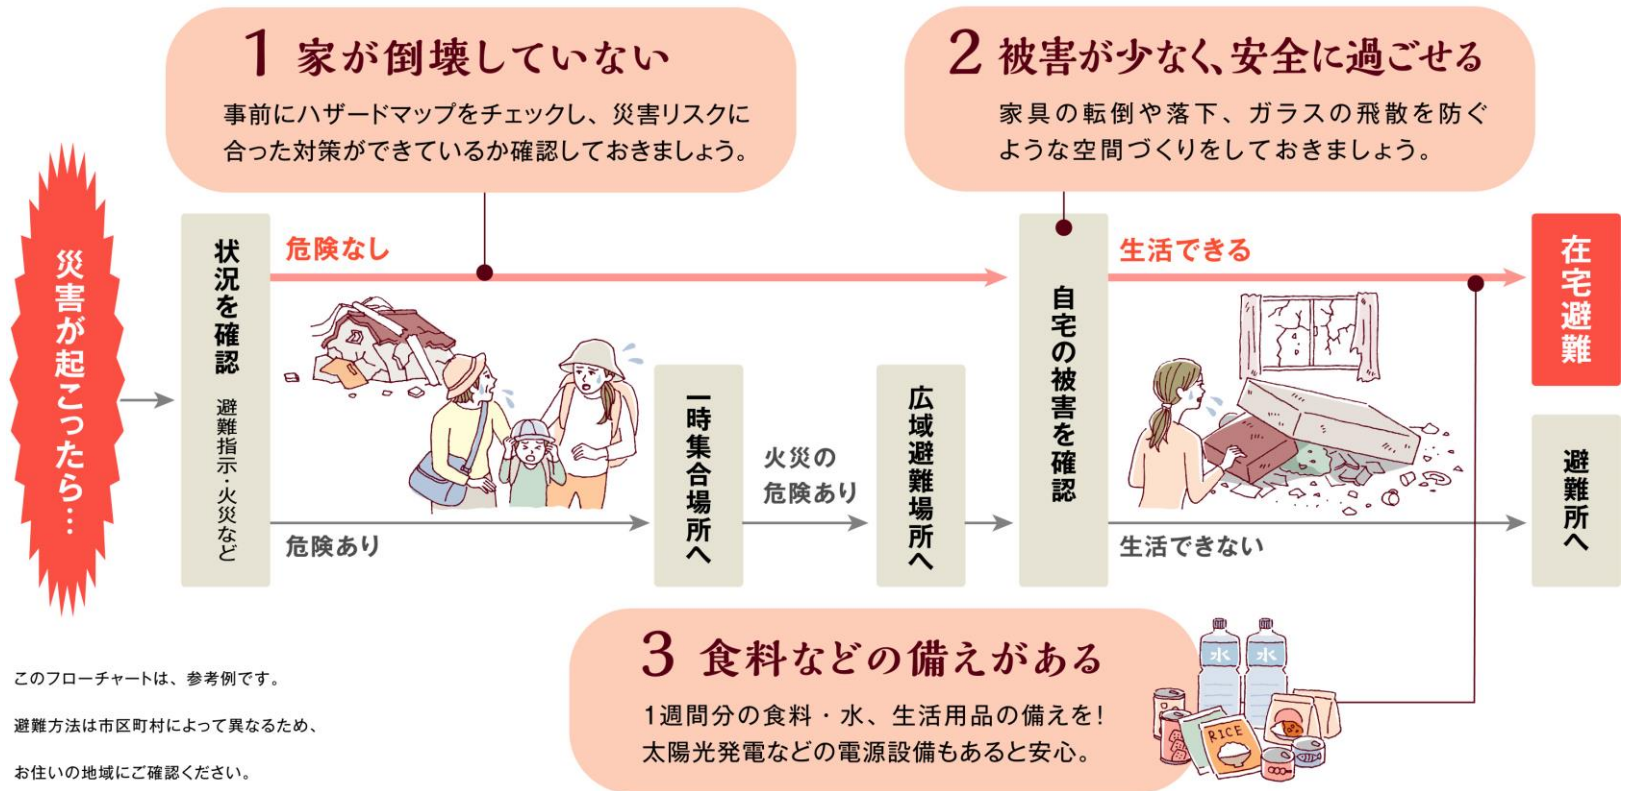 1 家が倒壊していない
事前にハザードマップをチェックし、災害リスクに
合った対策ができているか確認しておきましょう。
2 被害が少なく、安全に過ごせる
家具の転倒や落下、ガラスの飛散を防ぐ
ような空間づくりをしておきましょう。
災害が起こったら…
状況を確認
避難指示・火災など
危険なし
危険あり
一時集合場所へ
火災の
危険あり
広域避難場所へ
自宅の被害を確認
生活できる
生活できない
在宅避難
避難所へ
3 食料などの備えがある
1週間分の食料・水、生活用品の備えを!
太陽光発電などの電源設備もあると安心。
水
水
RICE
このフローチャートは、参考例です。
避難方法は市区町村によって異なるため、
お住いの地域にご確認ください。